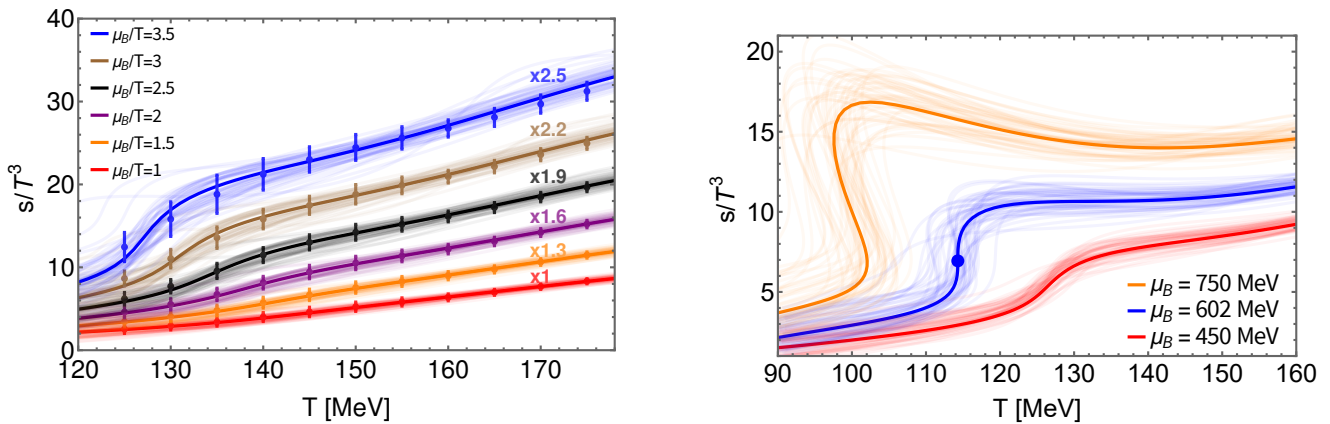 40
30
20
10
0
s/T³
μB/T=3.5
μB/T=3
μB/T=2.5
μB/T=2
μB/T=1.5
μB/T=1
x2.5
x2.2
x1.9
x1.6
x1.3
x1
120 130 140 150 160 170
T [MeV]
20
15
10
5
s/T³
μB = 750 MeV
μB = 602 MeV
μB = 450 MeV
90 100 110 120 130 140 150 160
T [MeV]